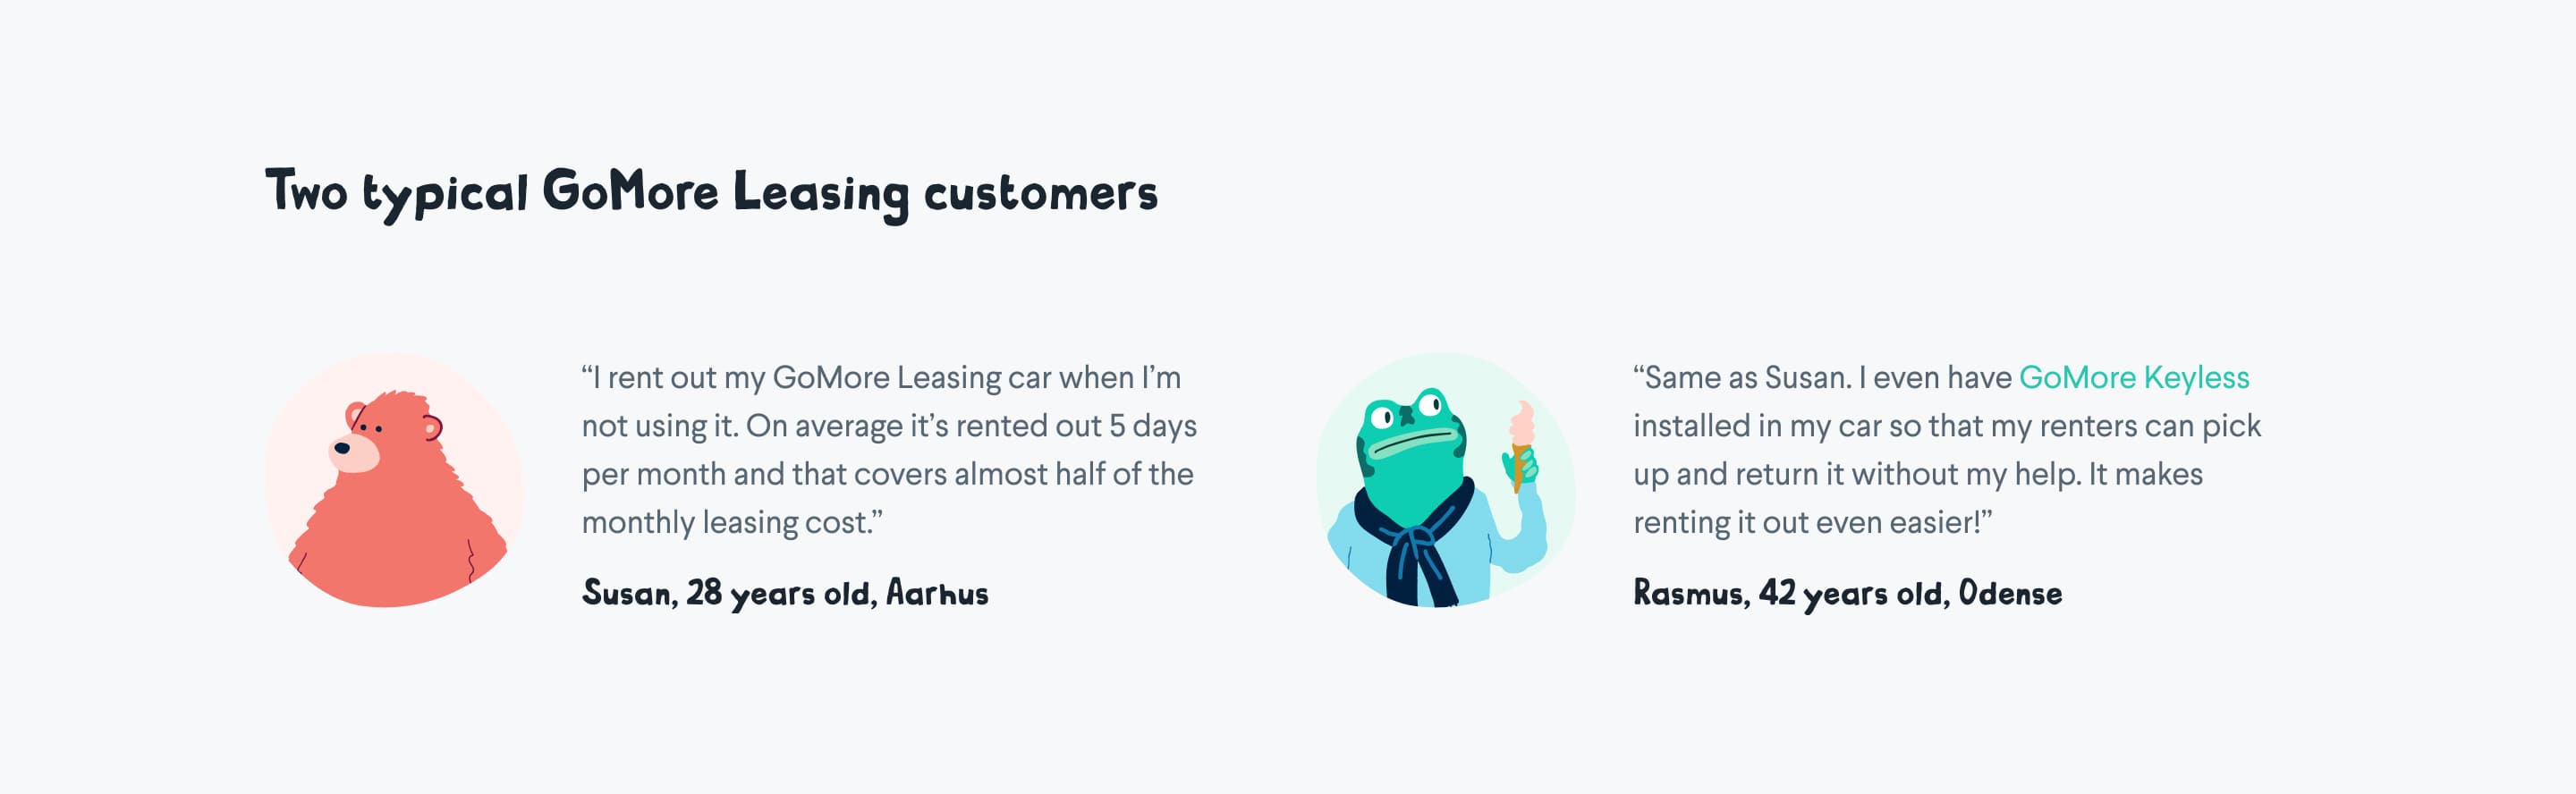 Two typical GoMore Leasing customers
“I rent out my GoMore Leasing car when I’m
not using it. On average it’s rented out 5 days
per month and that covers almost half of the
monthly leasing cost.”
Susan, 28 years old, Aarhus
“Same as Susan. I even have GoMore Keyless
installed in my car so that my renters can pick
up and return it without my help. It makes
renting it out even easier!”
Rasmus, 42 years old, Odense